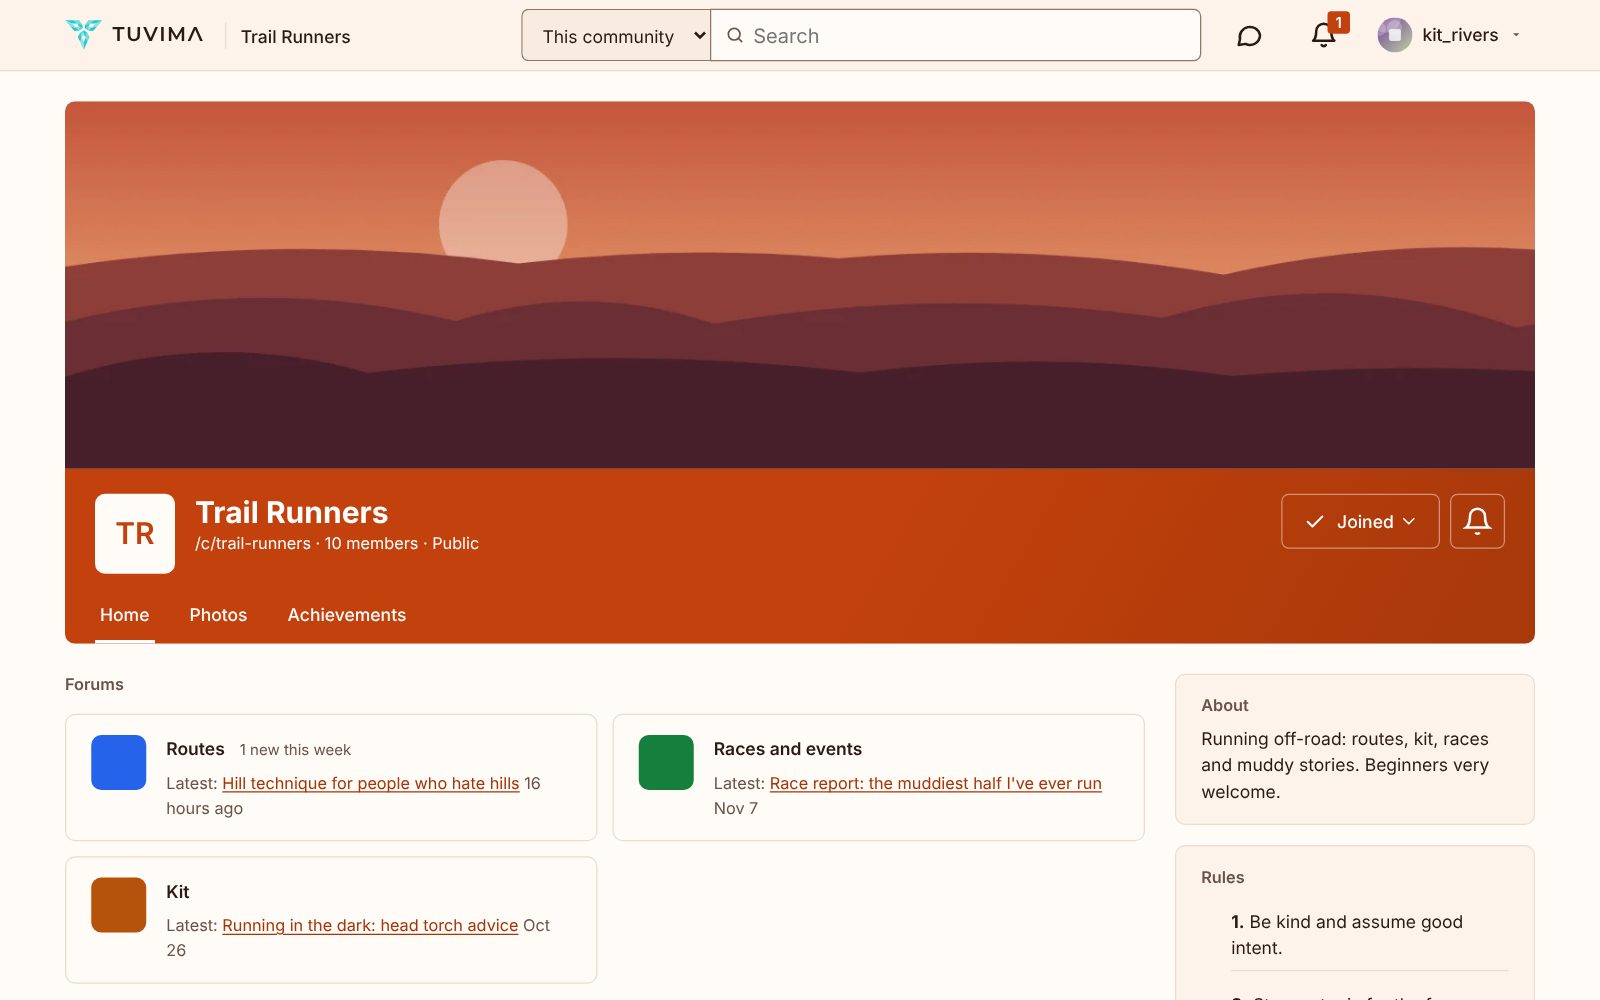 TUVIMA
Trail Runners
This community
Search
1
kit_rivers
TR
Trail Runners
/c/trail-runners · 10 members · Public
Joined
Home
Photos
Achievements
Forums
Routes 1 new this week
Latest: Hill technique for people who hate hills 16
hours ago
Races and events
Latest: Race report: the muddiest half I've ever run
Nov 7
Kit
Latest: Running in the dark: head torch advice Oct
26
About
Running off-road: routes, kit, races
and muddy stories. Beginners very
welcome.
Rules
1. Be kind and assume good
intent.